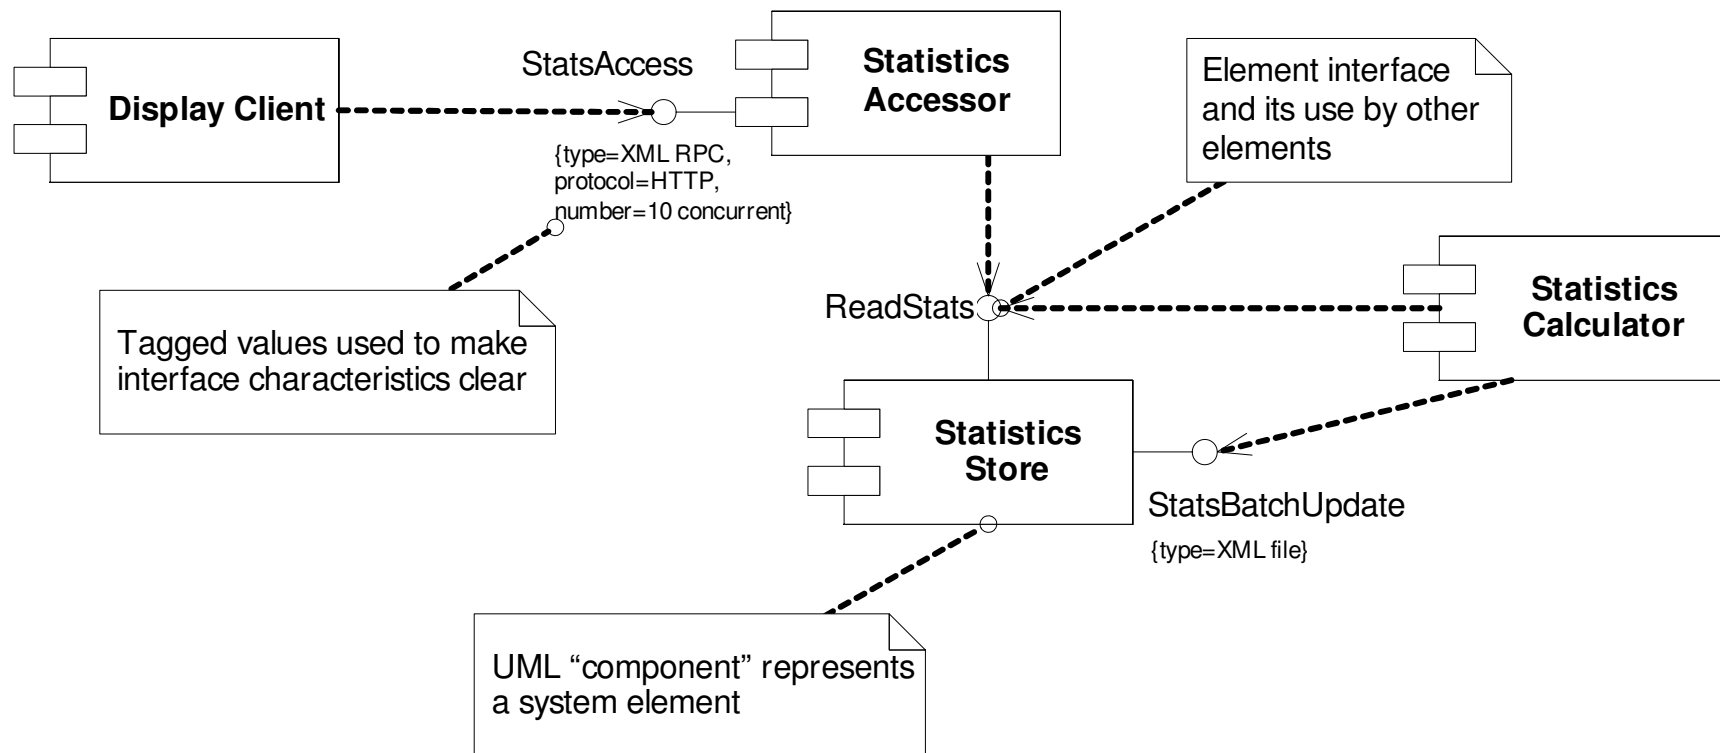 StatsAccess
Statistics
Accessor
Display Client
{type=XML RPC,
protocol=HTTP,
number=10 concurrent}
Element interface
and its use by other
elements
Tagged values used to make
interface characteristics clear
ReadStats
Statistics
Calculator
Statistics
Store
StatsBatchUpdate
{type=XML file}
UML “component” represents
a system element